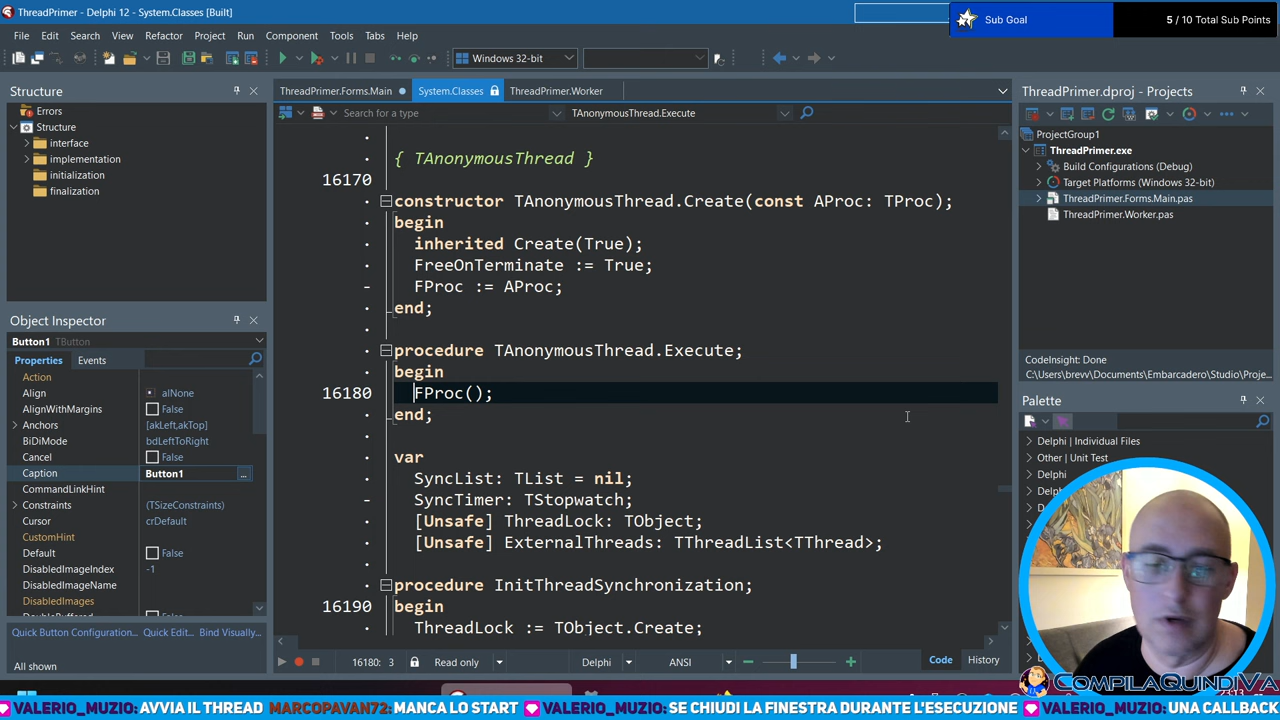 ThreadPrimer - Delphi 12 - System.Classes [Built]
Sub Goal
5 / 10 Total Sub Points
File Edit Search View Refactor Project Run Component Tools Tabs Help
Windows 32-bit
Structure
Errors
Structure
interface
implementation
initialization
finalization
Object Inspector
Button1 TButton
Properties Events
Action
Align alNone
AlignWithMargins False
Anchors [akLeft,akTop]
BiDiMode bdLeftToRight
Cancel False
Caption Button1
CommandLinkHint
Constraints (TSizeConstraints)
Cursor crDefault
CustomHint
Default False
DisabledImageIndex -1
DisabledImageName
DisabledImages
DoubleBuffered
Quick Button Configuration... Quick Edit... Bind Visually...
All shown
ThreadPrimer.Forms.Main System.Classes ThreadPrimer.Worker
Search for a type TAnonymousThread.Execute
{ TAnonymousThread }
16170
constructor TAnonymousThread.Create(const AProc: TProc);
begin
inherited Create(True);
FreeOnTerminate := True;
FProc := AProc;
end;
procedure TAnonymousThread.Execute;
begin
16180 FProc();
end;
var
SyncList: TList = nil;
SyncTimer: TStopwatch;
[Unsafe] ThreadLock: TObject;
[Unsafe] ExternalThreads: TThreadList<TThread>;
procedure InitThreadSynchronization;
16190 begin
ThreadLock := TObject.Create;
16180: 3 Read only Delphi ANSI Code History
ThreadPrimer.dproj - Projects
ProjectGroup1
ThreadPrimer.exe
Build Configurations (Debug)
Target Platforms (Windows 32-bit)
ThreadPrimer.Forms.Main.pas
ThreadPrimer.Worker.pas
CodeInsight: Done
C:\Users\brevv\Documents\Embarcadero\Studio\Proje...
Palette
Delphi | Individual Files
Other | Unit Test
Delphi
COMPILAQUINDIVA
VALERIO_MUZIO: AVVIA IL THREAD MARCOPAVAN72: MANCA LO START VALERIO_MUZIO: SE CHIUDI LA FINESTRA DURANTE L'ESECUZIONE VALERIO_MUZIO: UNA CALLBACK